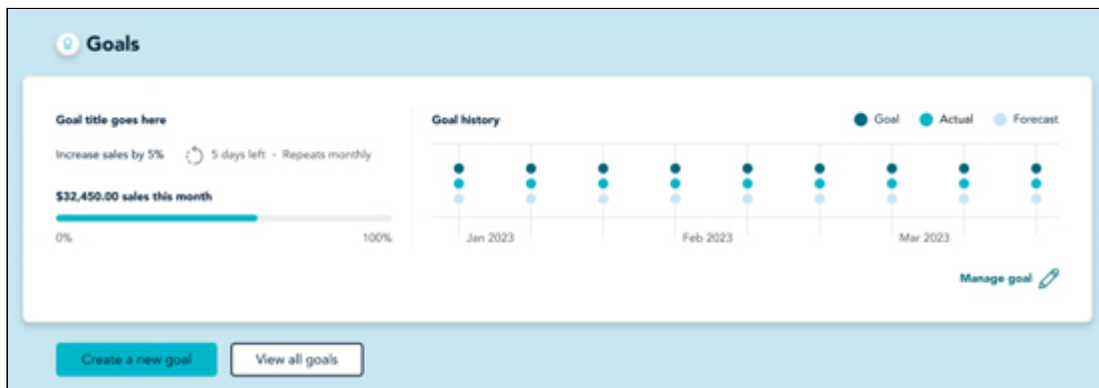 Goals
Goal title goes here
Increase sales by 5% 5 days left - Repeats monthly
$32,450.00 sales this month
0% 100%
Goal history
Goal Actual Forecast
Jan 2023 Feb 2023 Mar 2023
Manage goal
Create a new goal
View all goals